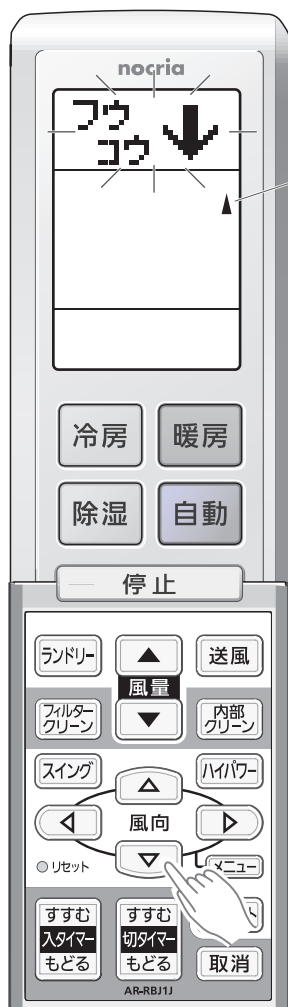 nocria
フウ
コウ
冷房 暖房
除湿 自動
停止
ランドリー 風量 送風
フィルター
クリーン
内部
クリーン
スイング ハイパワー
風向
リセット メニュー
すすむ すすむ
入タイマー 切タイマー 取消
もどる もどる
AR-RBJ1J